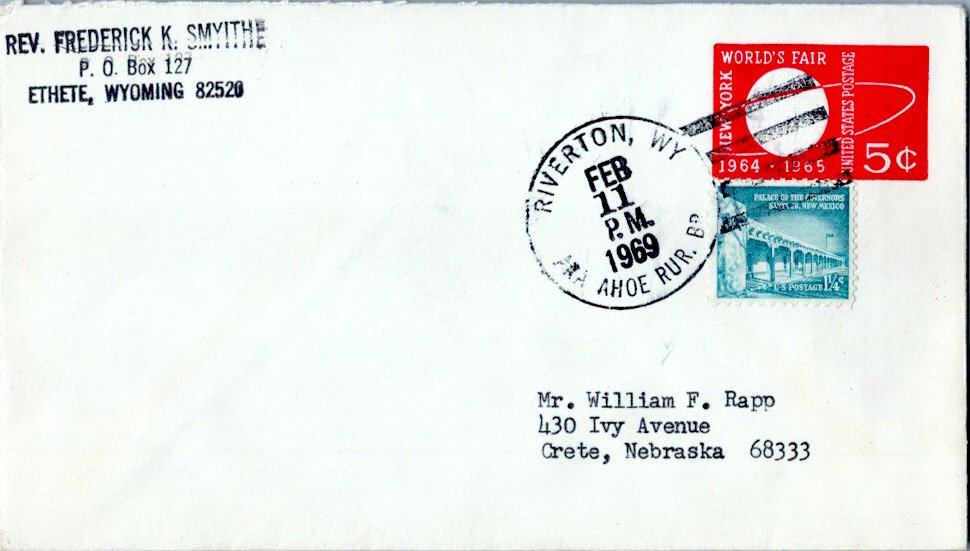 REV. FREDERICK K. SMYITHE
P. O. Box 127
ETHETE, WYOMING 82520
WORLD'S FAIR
NEW YORK
UNITED STATES POSTAGE
1964 - 1965
5¢
RIVERTON, WY
FEB
11
P.M.
1969
AHOE RUR. BR
PALACE OF THE GOVERNORS
SANTA FE, NEW MEXICO
U S POSTAGE 1¼¢
Mr. William F. Rapp
430 Ivy Avenue
Crete, Nebraska 68333